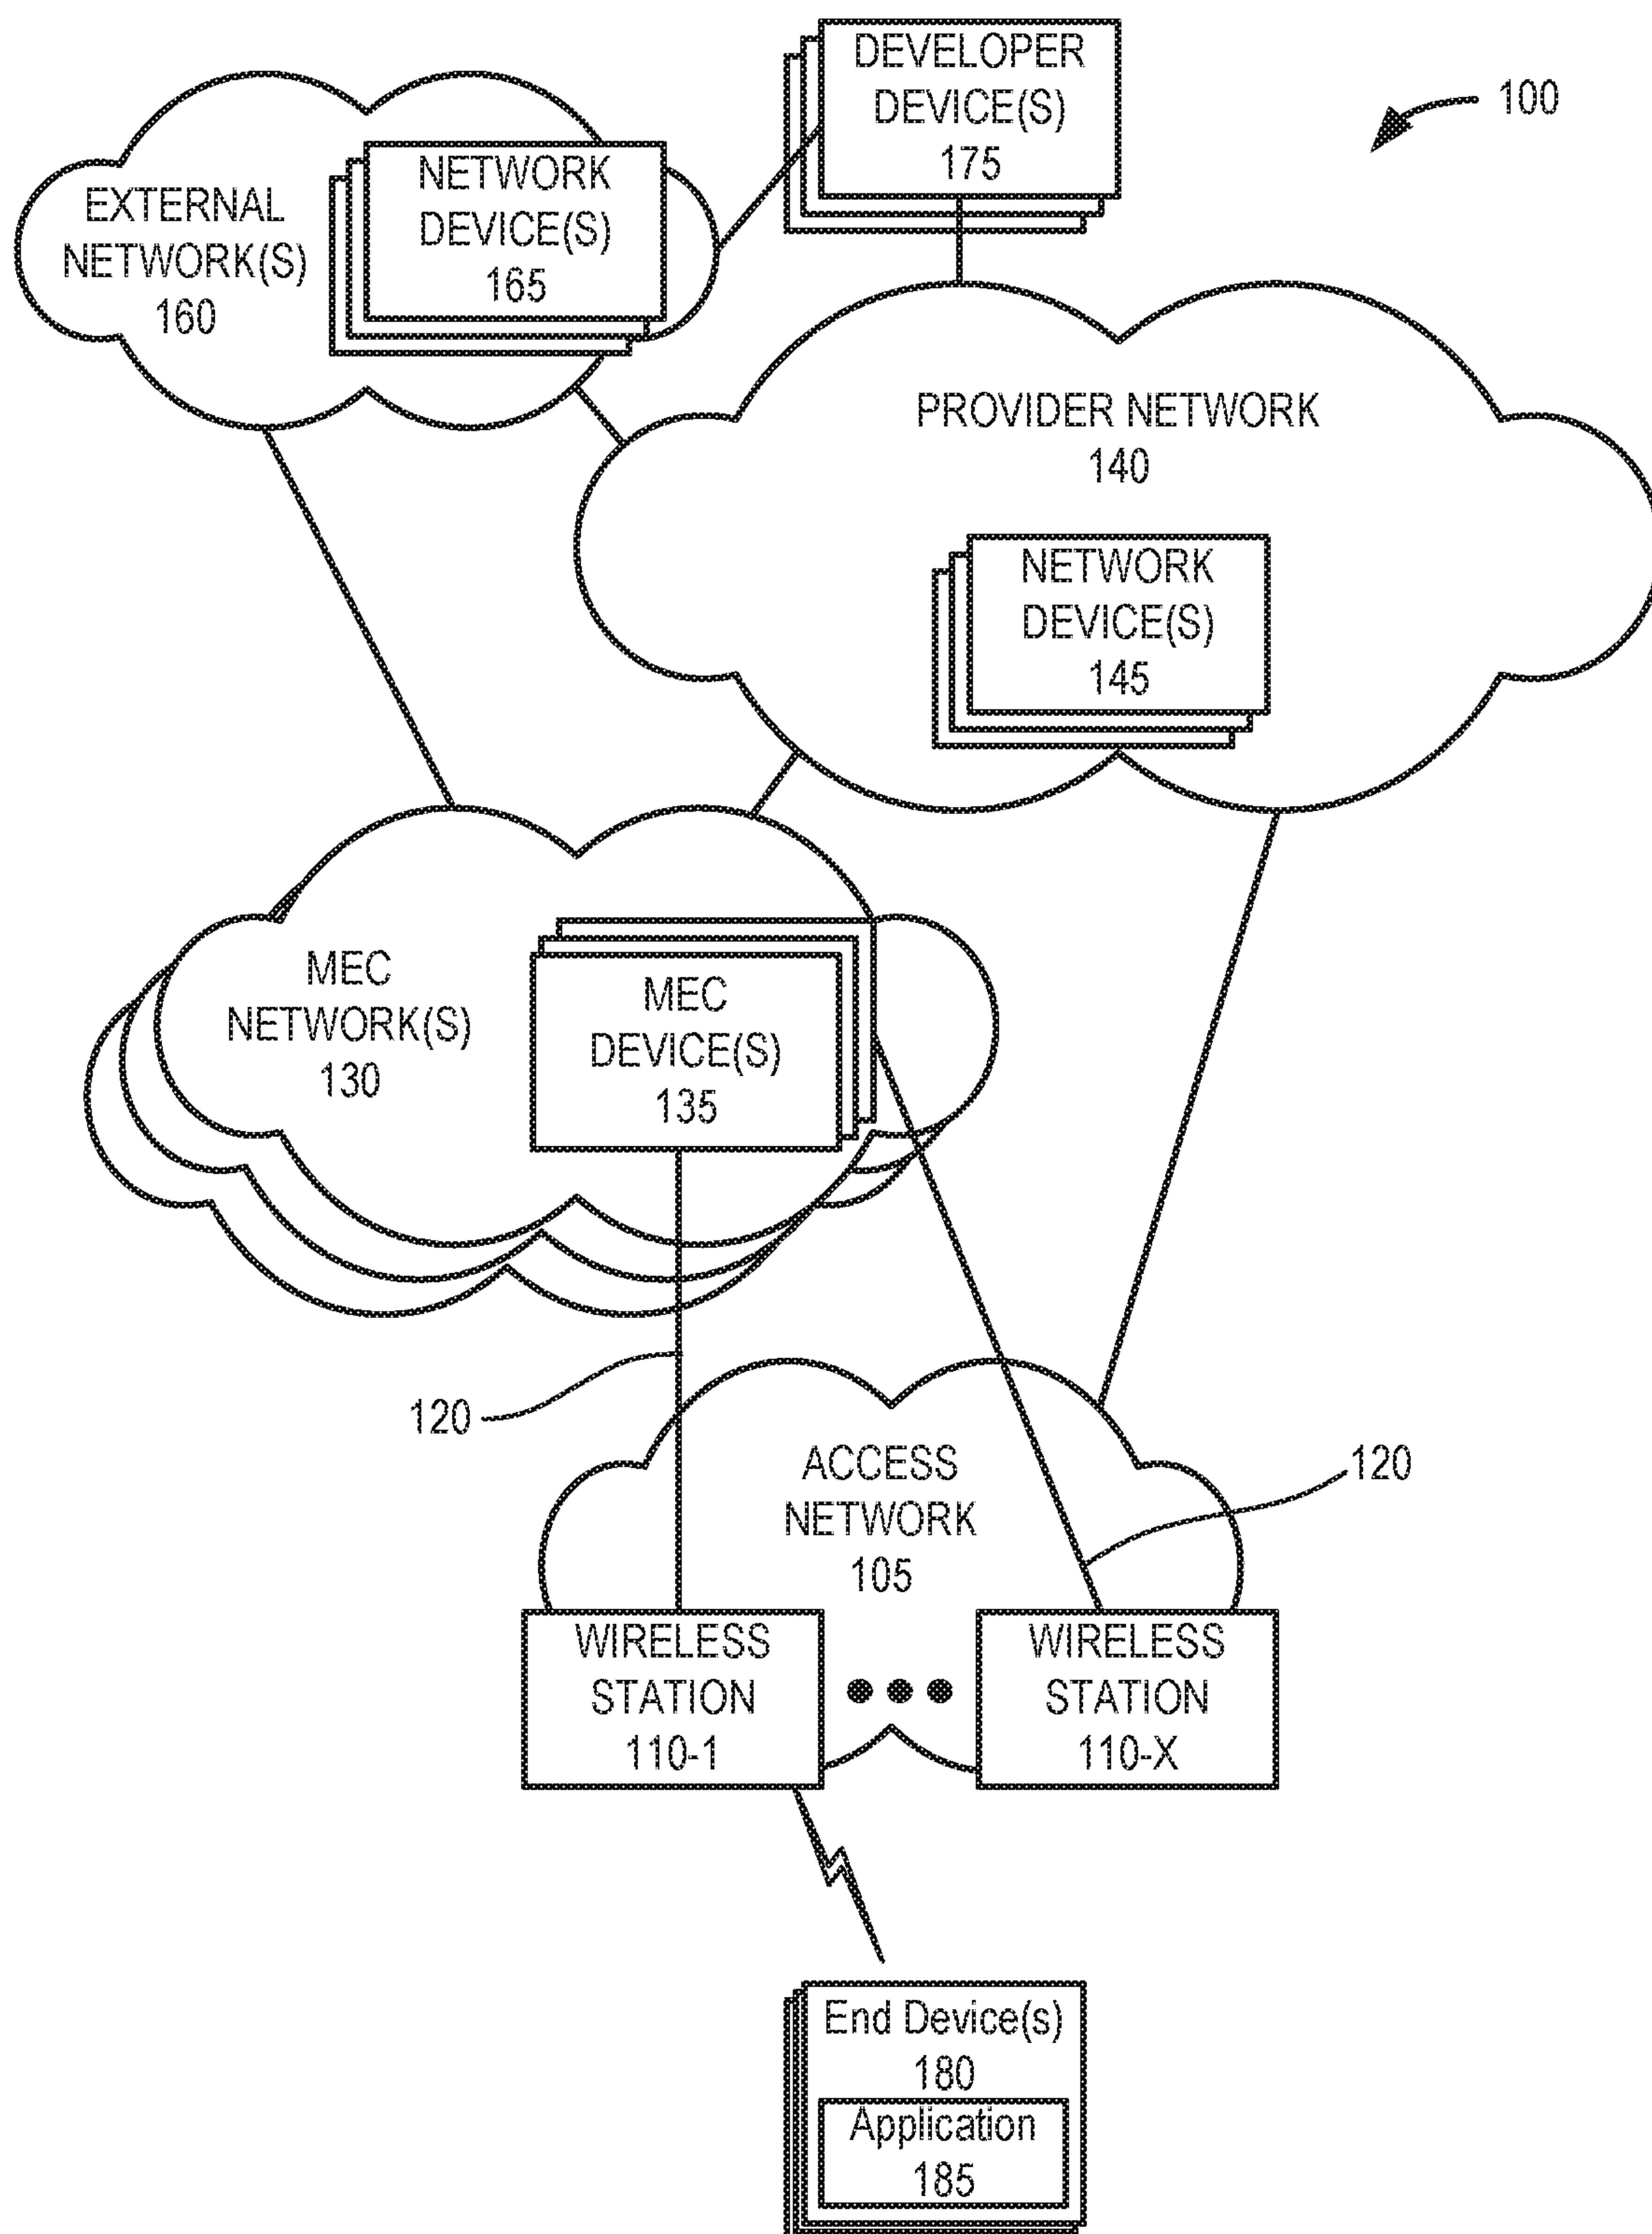 DEVELOPER
DEVICE(S)
175
100
EXTERNAL
NETWORK(S)
160
NETWORK
DEVICE(S)
165
PROVIDER NETWORK
140
NETWORK
DEVICE(S)
145
MEC
NETWORK(S)
130
MEC
DEVICE(S)
135
120
ACCESS
NETWORK
105
120
WIRELESS
STATION
110-1
WIRELESS
STATION
110-X
End Device(s)
180
Application
185